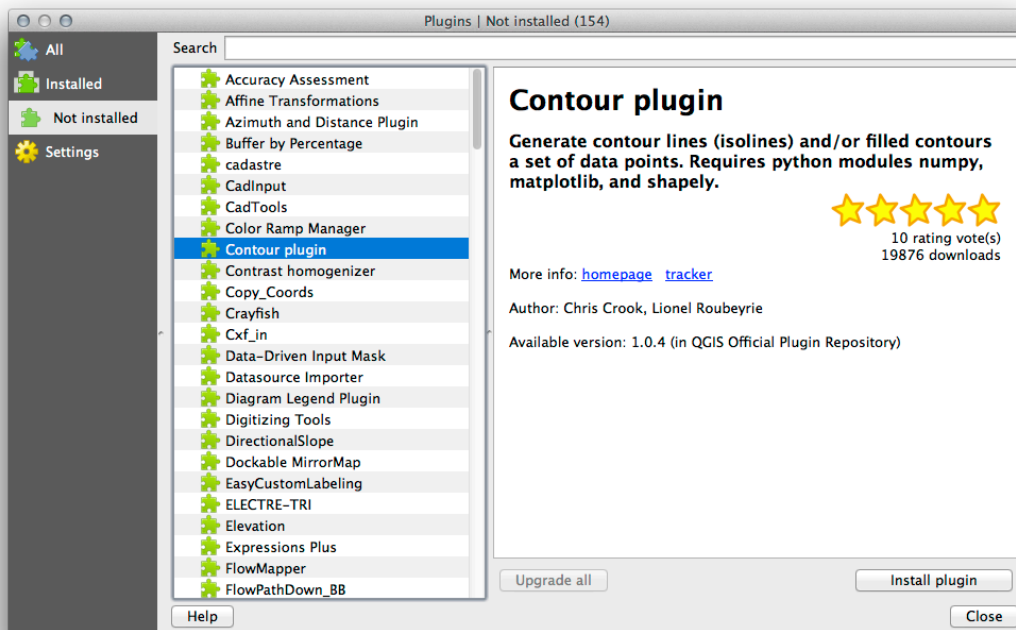 Plugins | Not installed (154)
All
Installed
Not installed
Settings
Search
Accuracy Assessment
Affine Transformations
Azimuth and Distance Plugin
Buffer by Percentage
cadastre
CadInput
CadTools
Color Ramp Manager
Contour plugin
Contrast homogenizer
Copy_Coords
Crayfish
Cxf_in
Data-Driven Input Mask
Datasource Importer
Diagram Legend Plugin
Digitizing Tools
DirectionalSlope
Dockable MirrorMap
EasyCustomLabeling
ELECTRE-TRI
Elevation
Expressions Plus
FlowMapper
FlowPathDown_BB
Contour plugin
Generate contour lines (isolines) and/or filled contours
a set of data points. Requires python modules numpy,
matplotlib, and shapely.
10 rating vote(s)
19876 downloads
More info: homepage tracker
Author: Chris Crook, Lionel Roubeyrie
Available version: 1.0.4 (in QGIS Official Plugin Repository)
Upgrade all
Install plugin
Help
Close